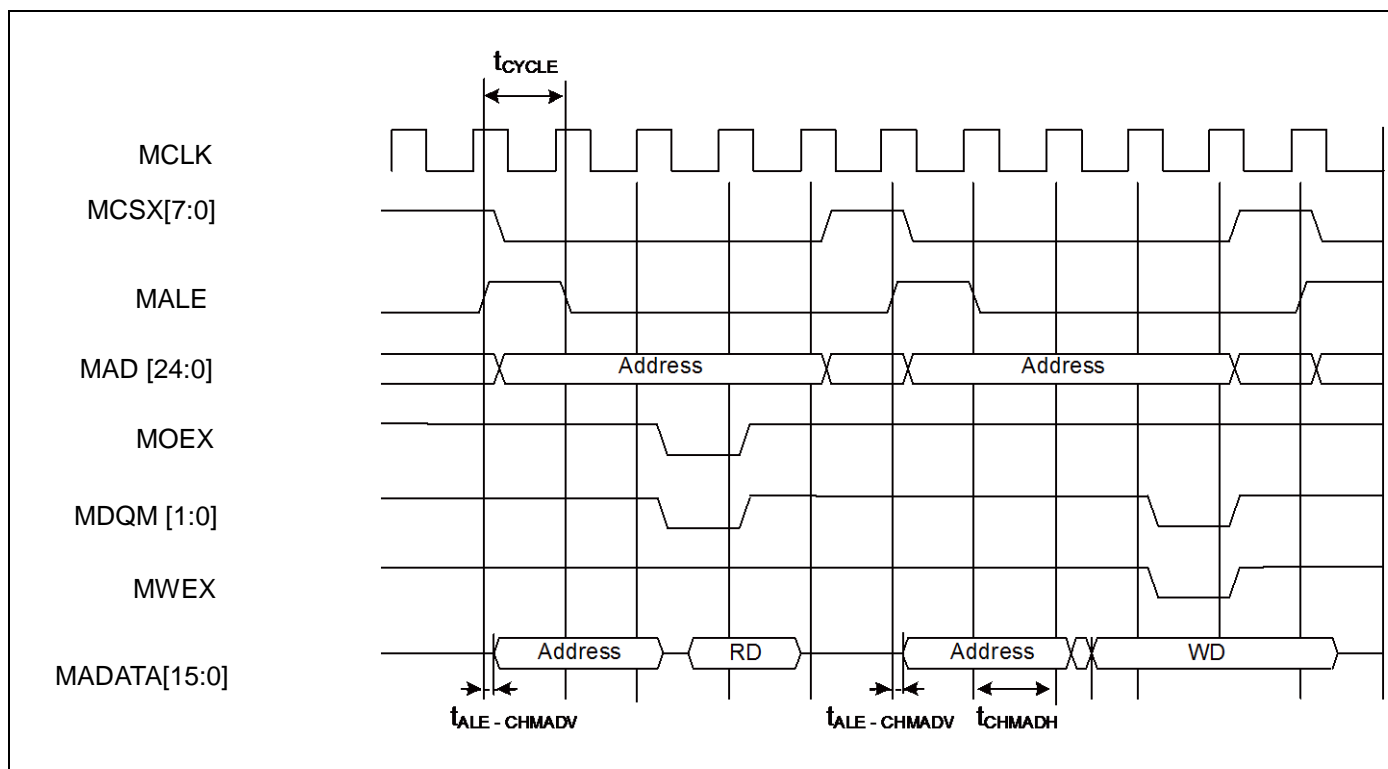 tCYCLE
MCLK
MCSX[7:0]
MALE
MAD [24:0]
Address
Address
MOEX
MDQM [1:0]
MWEX
MADATA[15:0]
Address
RD
Address
WD
tALE - CHMADV
tALE - CHMADV
tCHMADH